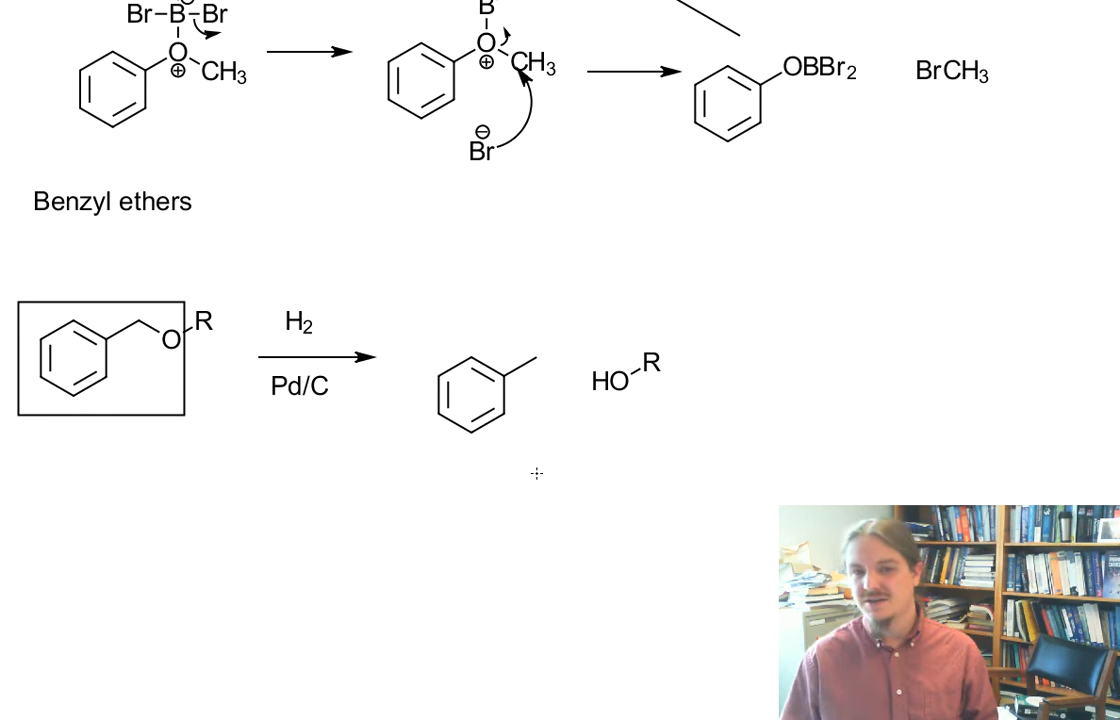 Br-B-Br
B
O
⊕
CH3
O
⊕
CH3
OBBr2
BrCH3
⊖
Br
Benzyl ethers
O
R
H2
Pd/C
HO
R